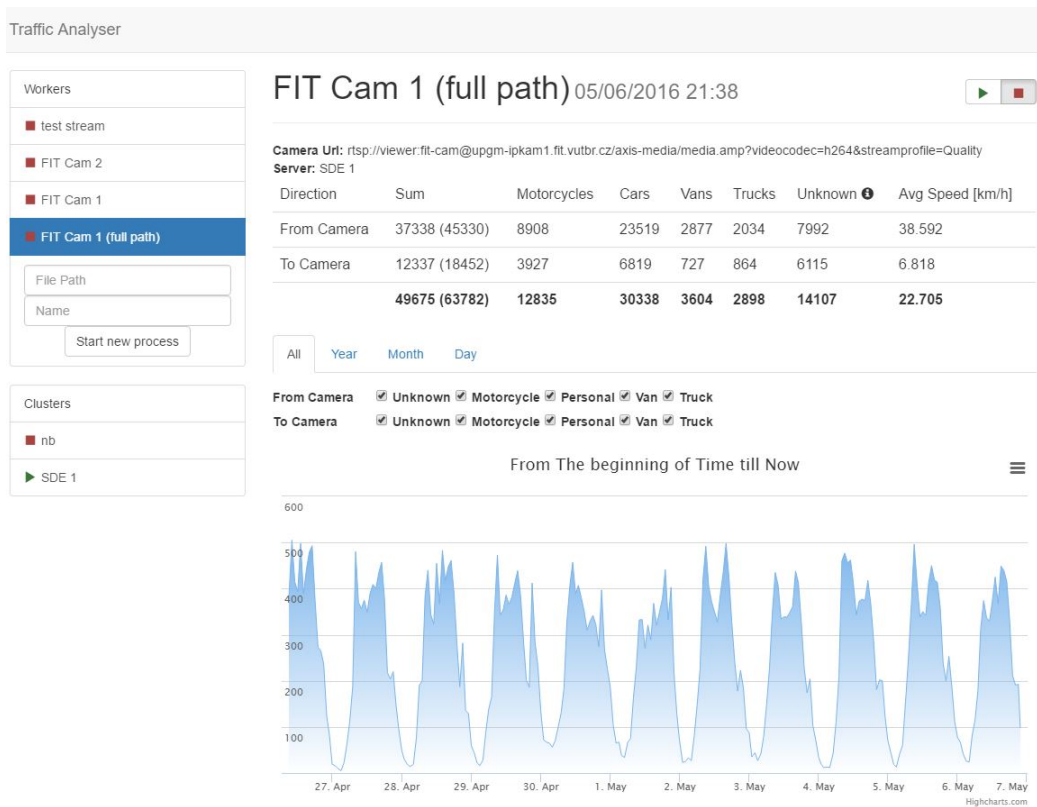 Traffic Analyser
Workers
test stream
FIT Cam 2
FIT Cam 1
FIT Cam 1 (full path)
File Path
Name
Start new process
Clusters
nb
SDE 1
FIT Cam 1 (full path) 05/06/2016 21:38
Camera Url: rtsp://viewer:fit-cam@upgm-ipkam1.fit.vutbr.cz/axis-media/media.amp?videocodec=h264&streamprofile=Quality
Server: SDE 1
Direction Sum Motorcycles Cars Vans Trucks Unknown Avg Speed [km/h]
From Camera 37338 (45330) 8908 23519 2877 2034 7992 38.592
To Camera 12337 (18452) 3927 6819 727 864 6115 6.818
49675 (63782) 12835 30338 3604 2898 14107 22.705
All Year Month Day
From Camera Unknown Motorcycle Personal Van Truck
To Camera Unknown Motorcycle Personal Van Truck
From The beginning of Time till Now
600
500
400
300
200
100
27. Apr 28. Apr 29. Apr 30. Apr 1. May 2. May 3. May 4. May 5. May 6. May 7. May
Highcharts.com